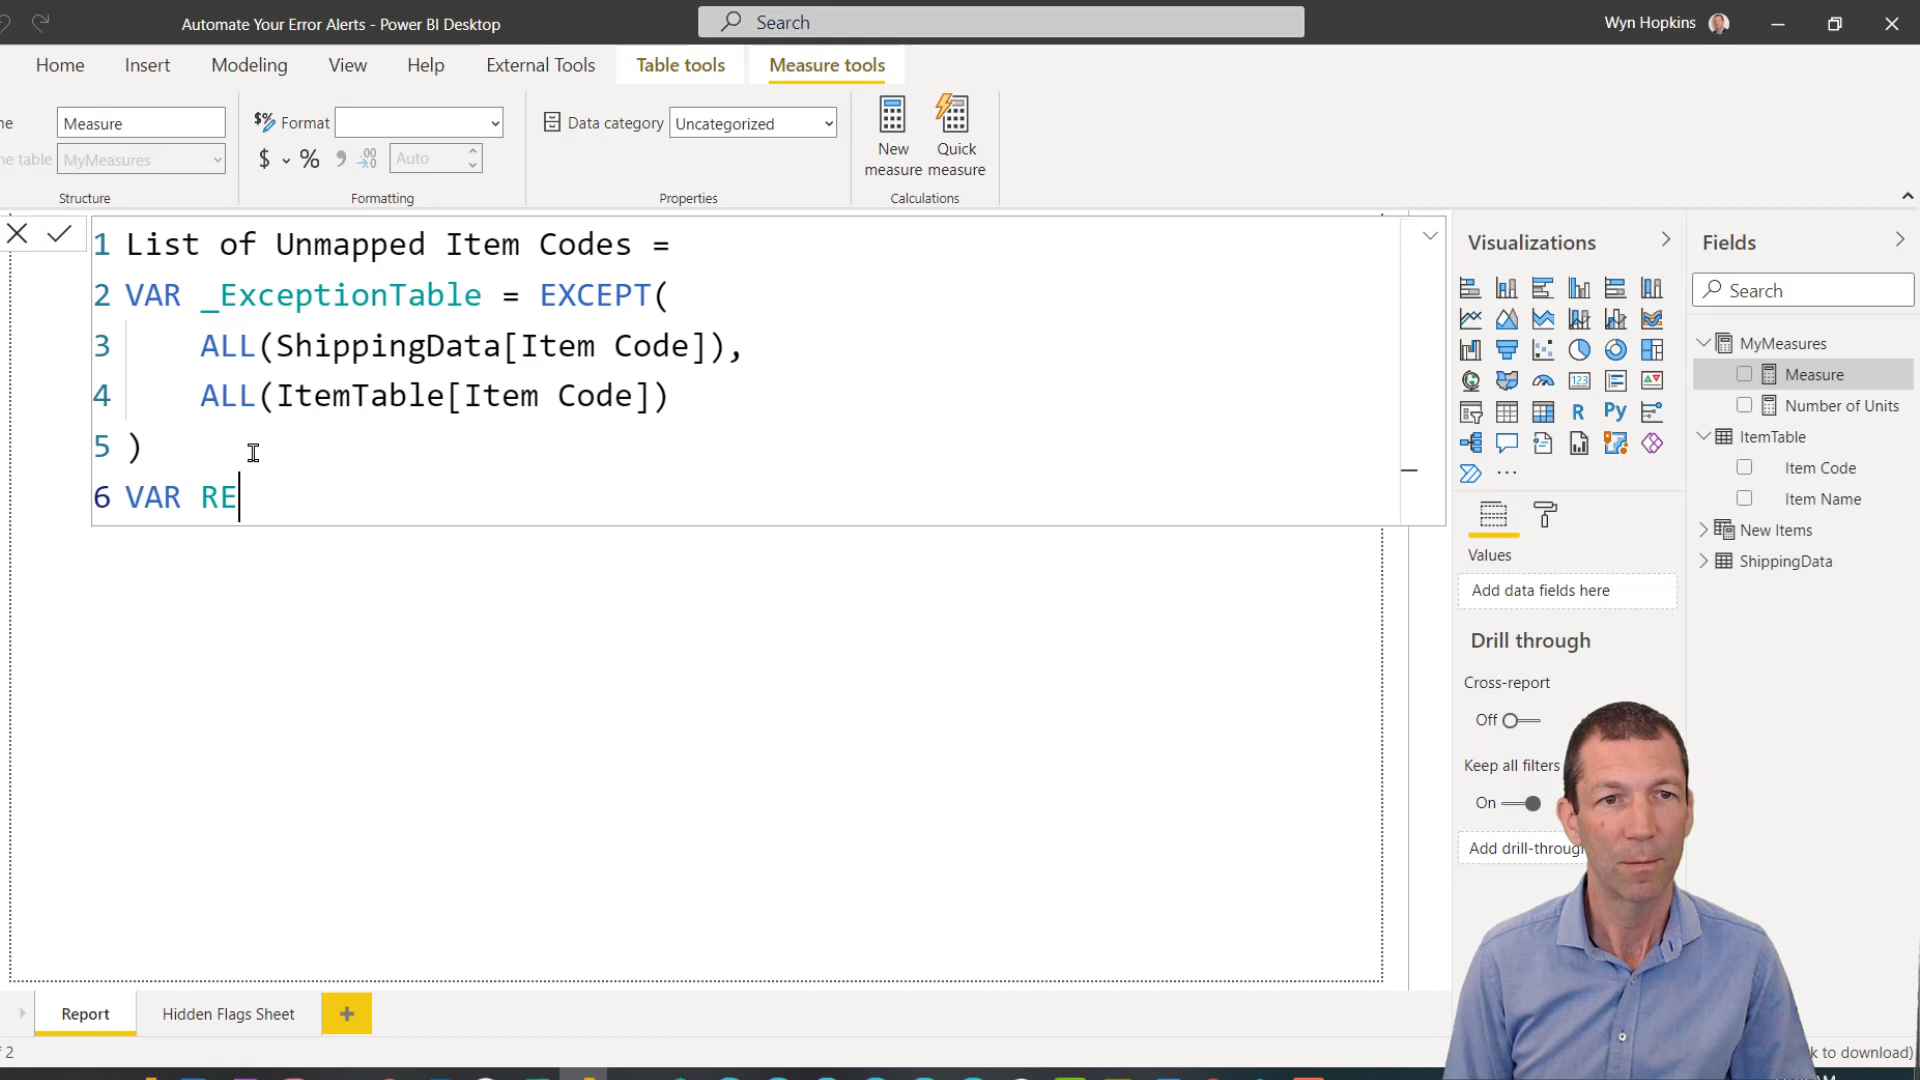 Automate Your Error Alerts - Power BI Desktop
Search
Wyn Hopkins
Home Insert Modeling View Help External Tools Table tools Measure tools
Measure
MyMeasures
Structure
$% Format
$ % Auto
Formatting
Data category Uncategorized
Properties
New measure
Quick measure
Calculations
1 List of Unmapped Item Codes =
2 VAR _ExceptionTable = EXCEPT(
3 ALL(ShippingData[Item Code]),
4 ALL(ItemTable[Item Code])
5 )
6 VAR RE
Visualizations
R Py
Values
Add data fields here
Drill through
Cross-report
Off
Keep all filters
On
Fields
Search
MyMeasures
Measure
Number of Units
ItemTable
Item Code
Item Name
New Items
ShippingData
Report
Hidden Flags Sheet
+
2
to download)